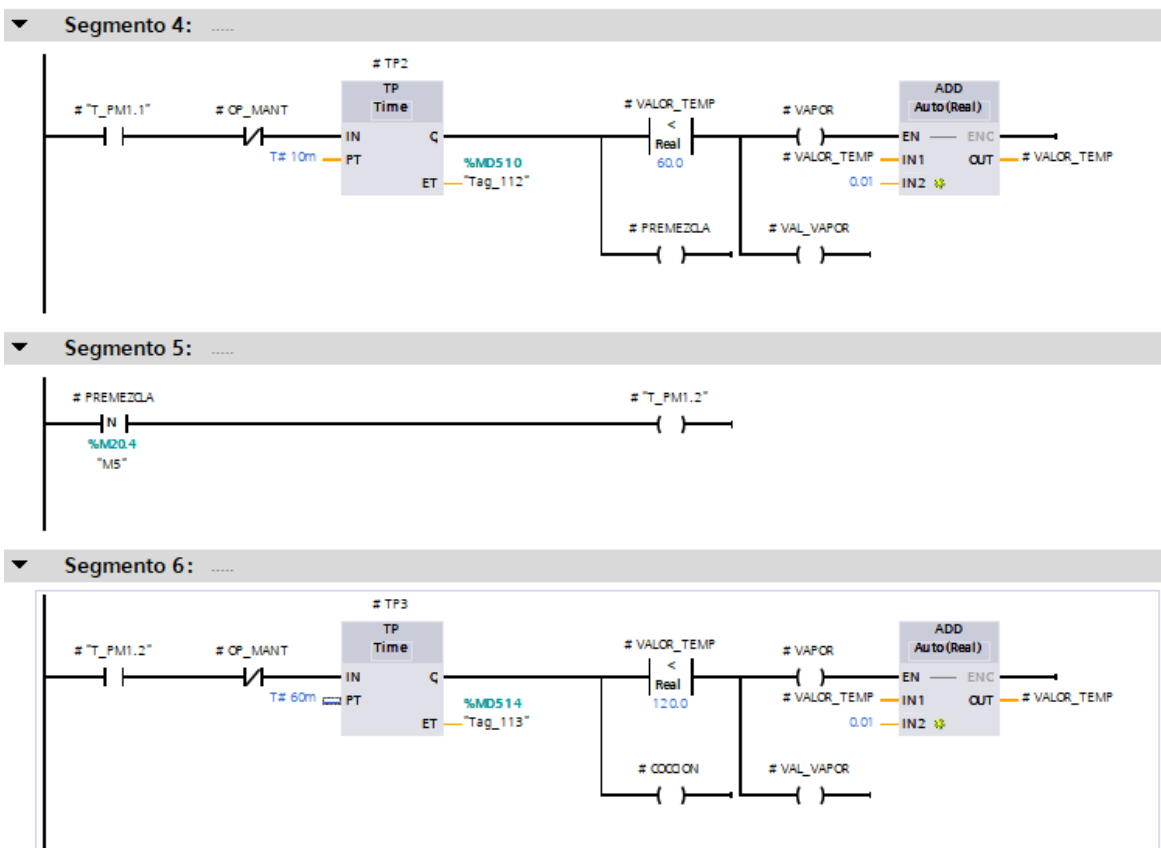 Segmento 4: .....
# TP2
TP
Time
# "T_PM1.1"
# OP_MANT
IN
Q
T# 10m
PT
%MD510
ET
"Tag_112"
# VALOR_TEMP
<
Real
60.0
# VAPOR
ADD
Auto(Real)
EN
ENO
# VALOR_TEMP
IN1
OUT
# VALOR_TEMP
0.01
IN2
# PREMEZCLA
# VAL_VAPOR
Segmento 5: .....
# PREMEZCLA
N
%M20.4
"M5"
# "T_PM1.2"
Segmento 6: .....
# TP3
TP
Time
# "T_PM1.2"
# OP_MANT
IN
Q
T# 60m
PT
%MD514
ET
"Tag_113"
# VALOR_TEMP
<
Real
120.0
# VAPOR
ADD
Auto(Real)
EN
ENO
# VALOR_TEMP
IN1
OUT
# VALOR_TEMP
0.01
IN2
# COCCION
# VAL_VAPOR